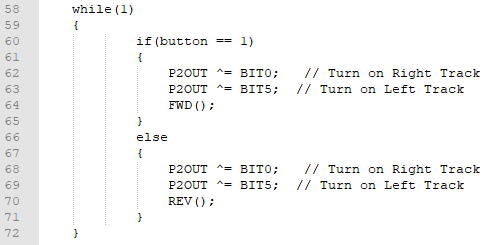 58 while(1)
59 {
60 if(button == 1)
61 {
62 P2OUT ^= BIT0; // Turn on Right Track
63 P2OUT ^= BIT5; // Turn on Left Track
64 FWD();
65 }
66 else
67 {
68 P2OUT ^= BIT0; // Turn on Right Track
69 P2OUT ^= BIT5; // Turn on Left Track
70 REV();
71 }
72 }